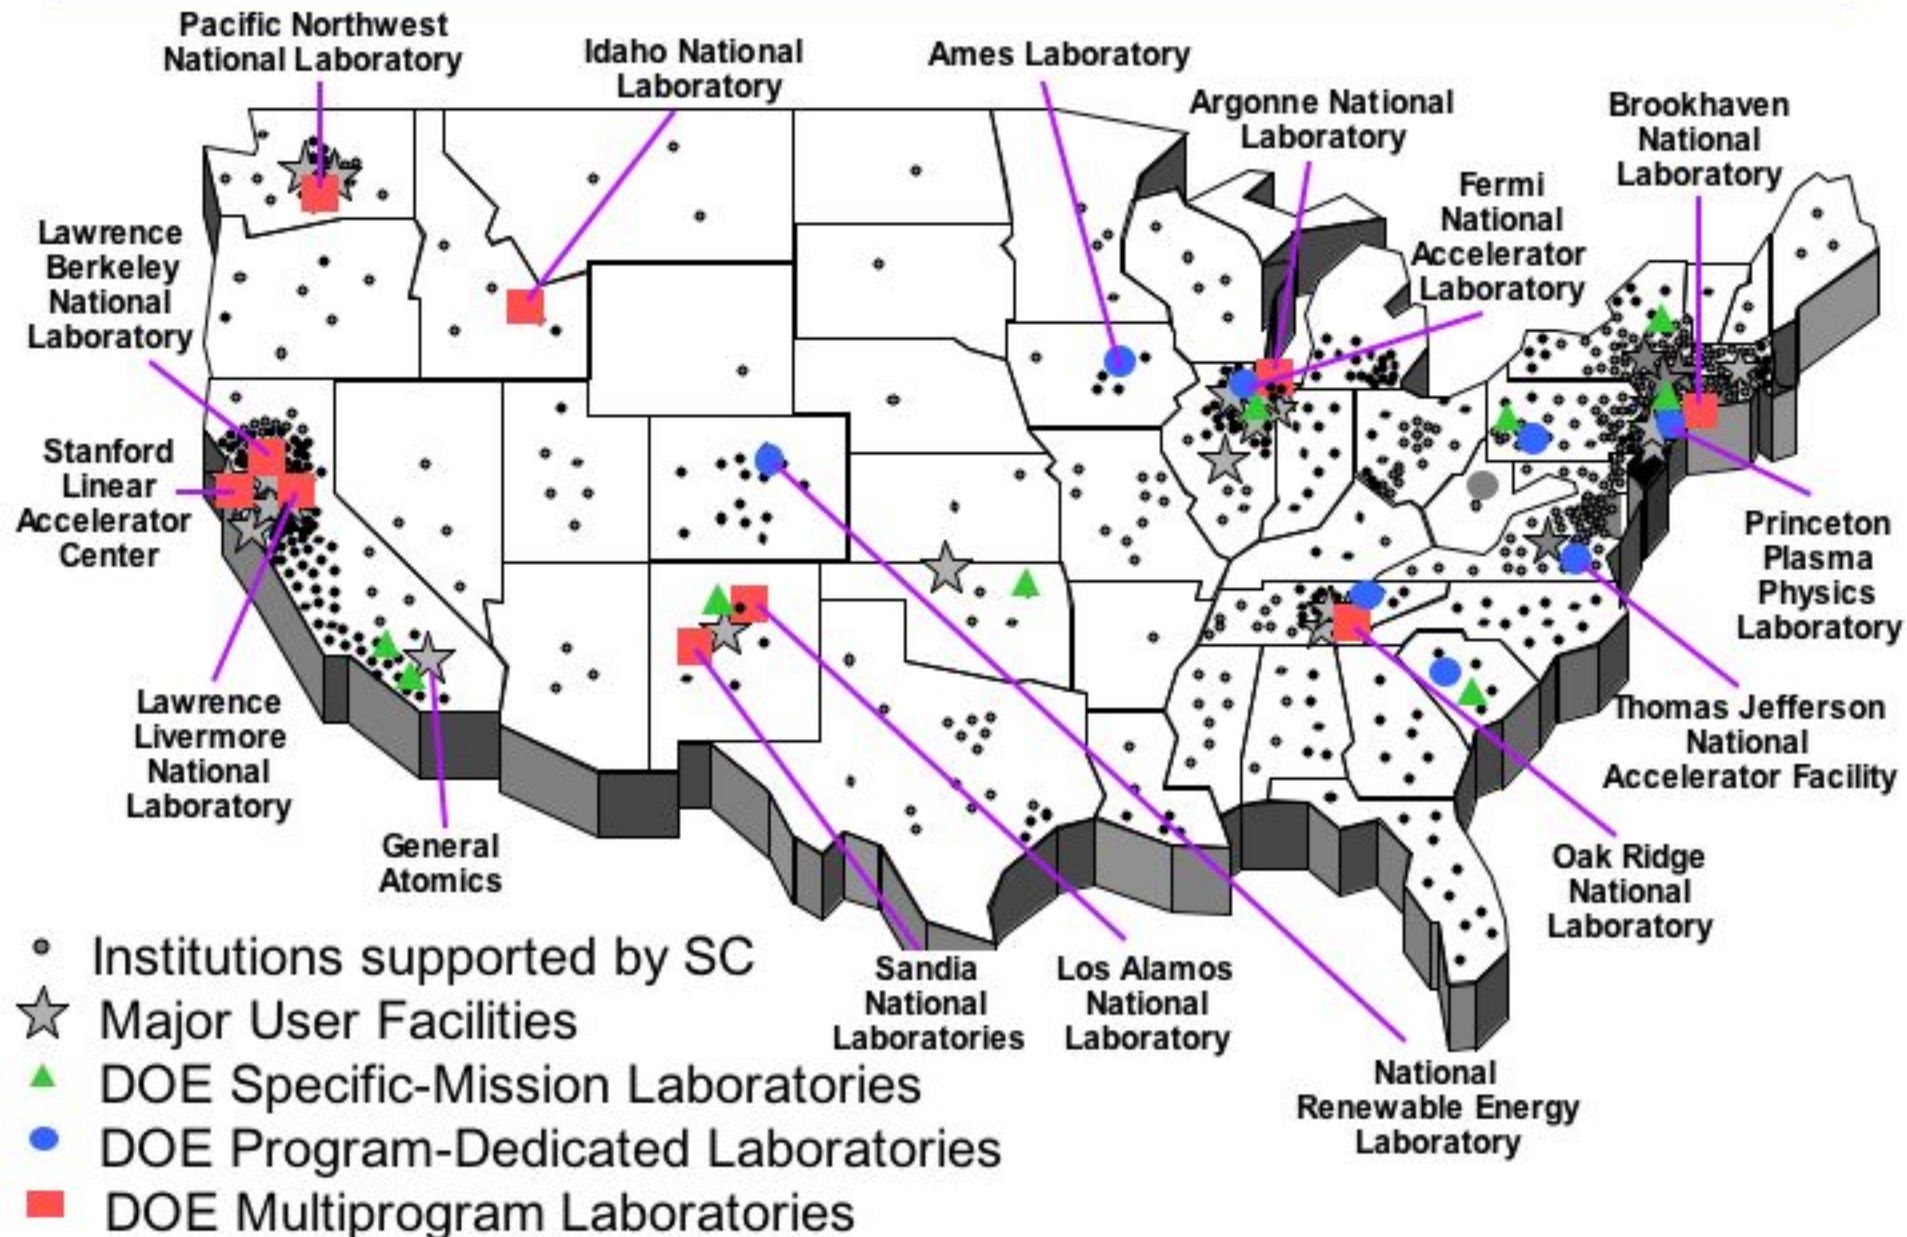 Pacific Northwest
National Laboratory
Idaho National
Laboratory
Ames Laboratory
Argonne National
Laboratory
Brookhaven
National
Laboratory
Fermi
National
Accelerator
Laboratory
Lawrence
Berkeley
National
Laboratory
Stanford
Linear
Accelerator
Center
Princeton
Plasma
Physics
Laboratory
Lawrence
Livermore
National
Laboratory
Thomas Jefferson
National
Accelerator Facility
General
Atomics
Oak Ridge
National
Laboratory
Sandia
National
Laboratories
Los Alamos
National
Laboratory
National
Renewable Energy
Laboratory
Institutions supported by SC
Major User Facilities
DOE Specific-Mission Laboratories
DOE Program-Dedicated Laboratories
DOE Multiprogram Laboratories